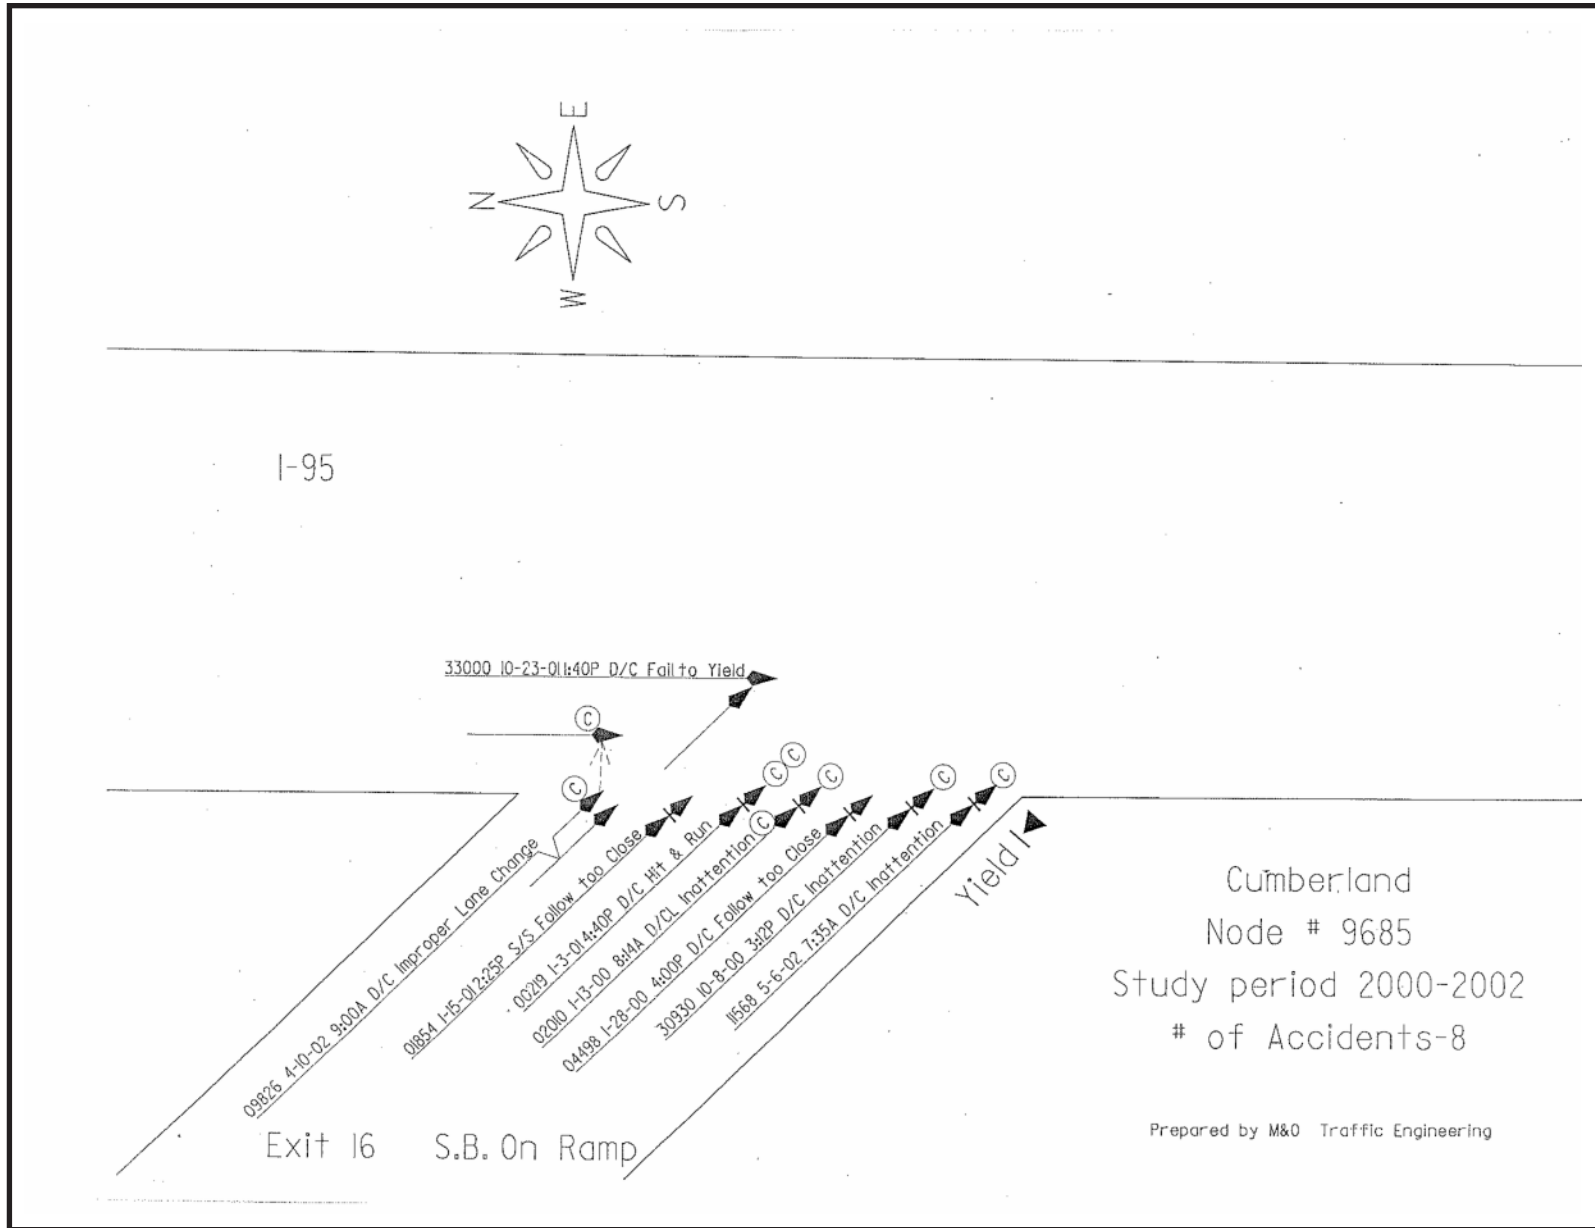 E
N
S
W
I-95
33000 10-23-01 1:40P D/C Fail to Yield
C
C
C C
C
C
C
C
09826 4-10-02 9:00A D/C Improper Lane Change
01854 1-15-01 2:25P S/S Follow too Close
00219 1-3-01 4:40P D/C Hit & Run
02010 1-13-00 8:14A D/CL Inattention
04498 1-28-00 4:00P D/C Follow too Close
30930 10-8-00 3:12P D/C Inattention
11568 5-6-02 7:35A D/C Inattention
Yield
Exit 16 S.B. On Ramp
Cumberland
Node # 9685
Study period 2000-2002
# of Accidents-8
Prepared by M&O Traffic Engineering